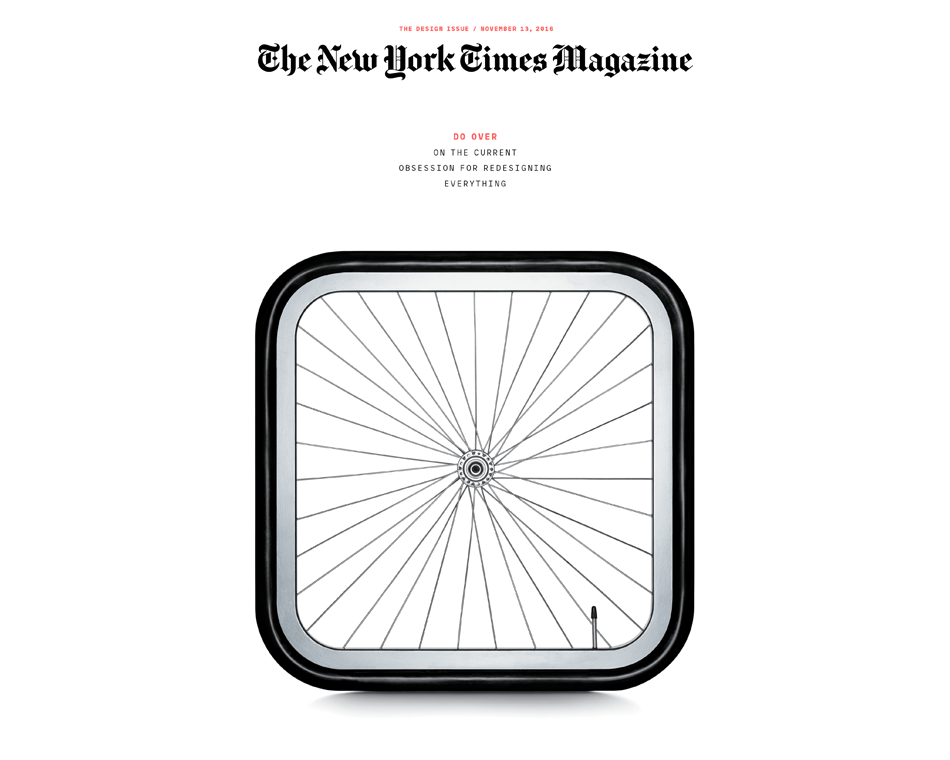 THE DESIGN ISSUE / NOVEMBER 13, 2016
The New York Times Magazine
DO OVER
ON THE CURRENT
OBSESSION FOR REDESIGNING
EVERYTHING